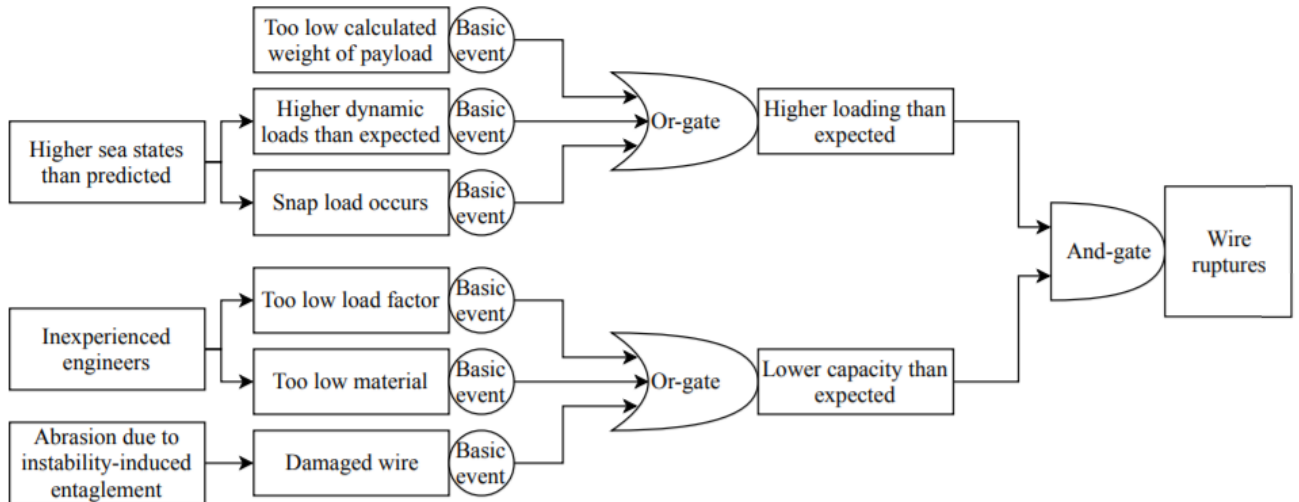 Too low calculated
weight of payload
Basic
event
Higher dynamic
loads than expected
Basic
event
Higher sea states
than predicted
Snap load occurs
Basic
event
Or-gate
Higher loading than
expected
And-gate
Wire
ruptures
Too low load factor
Basic
event
Inexperienced
engineers
Too low material
Basic
event
Or-gate
Lower capacity than
expected
Abrasion due to
instability-induced
entaglement
Damaged wire
Basic
event